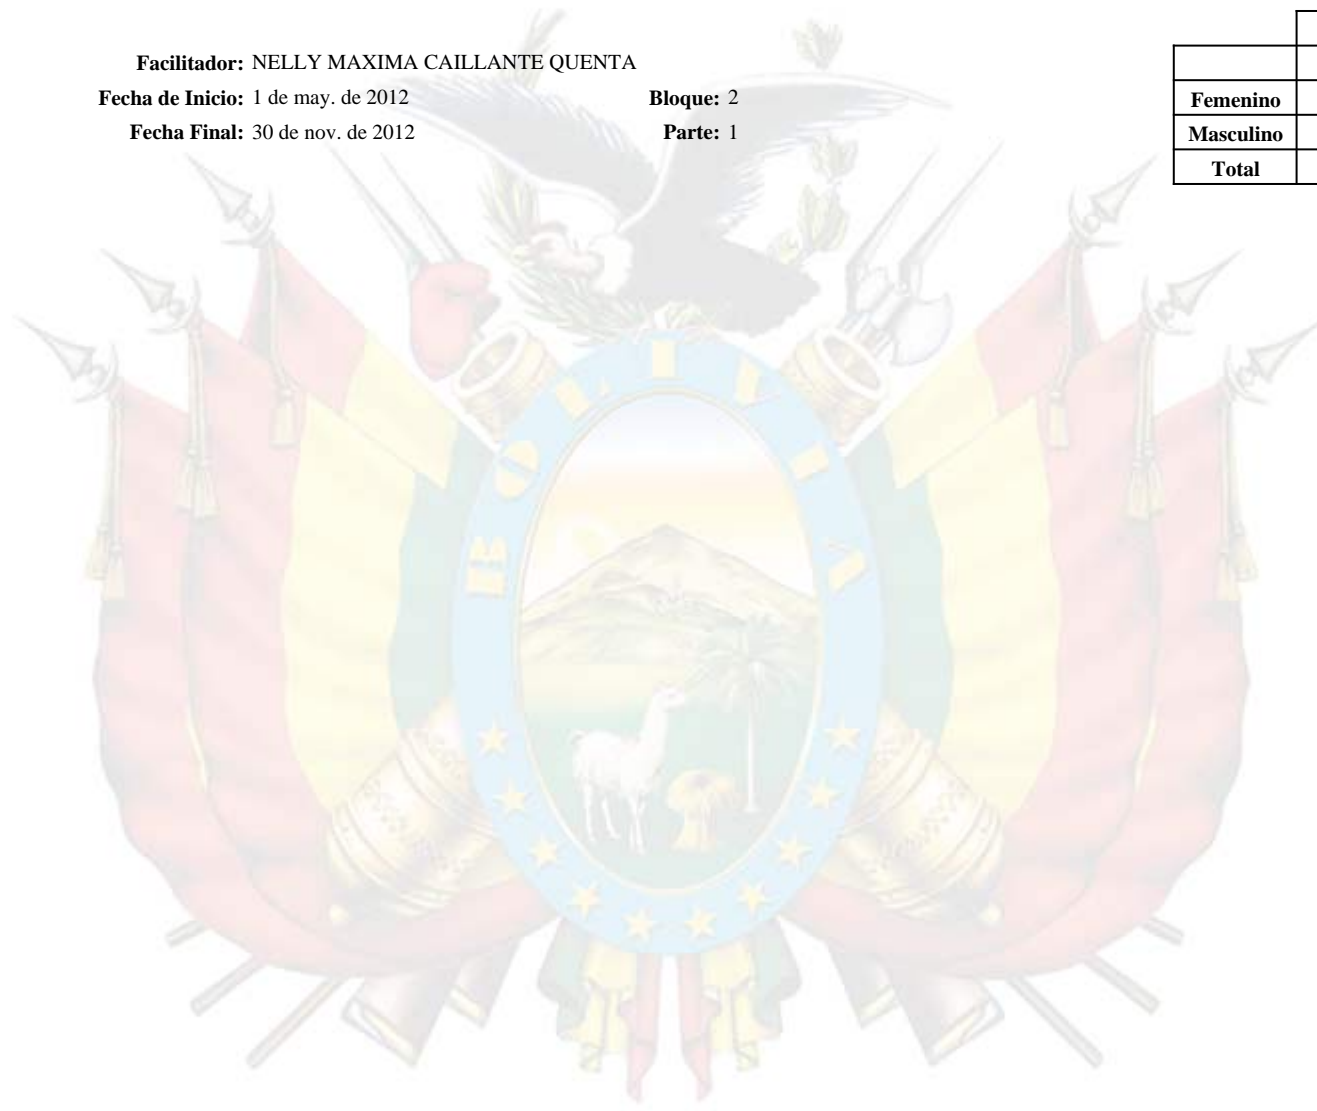 Facilitador: NELLY MAXIMA CAILLANTE QUENTA
Fecha de Inicio: 1 de may. de 2012 Bloque: 2
Fecha Final: 30 de nov. de 2012 Parte: 1
Femenino
Masculino
Total
BOLIVIA